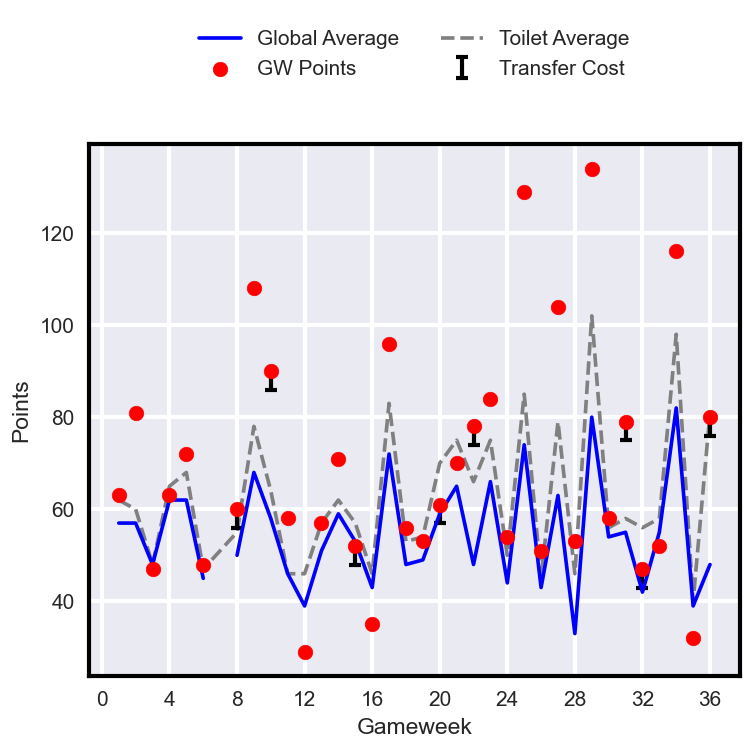 Global Average
Toilet Average
GW Points
Transfer Cost
120
100
80
60
40
Points
0 4 8 12 16 20 24 28 32 36
Gameweek